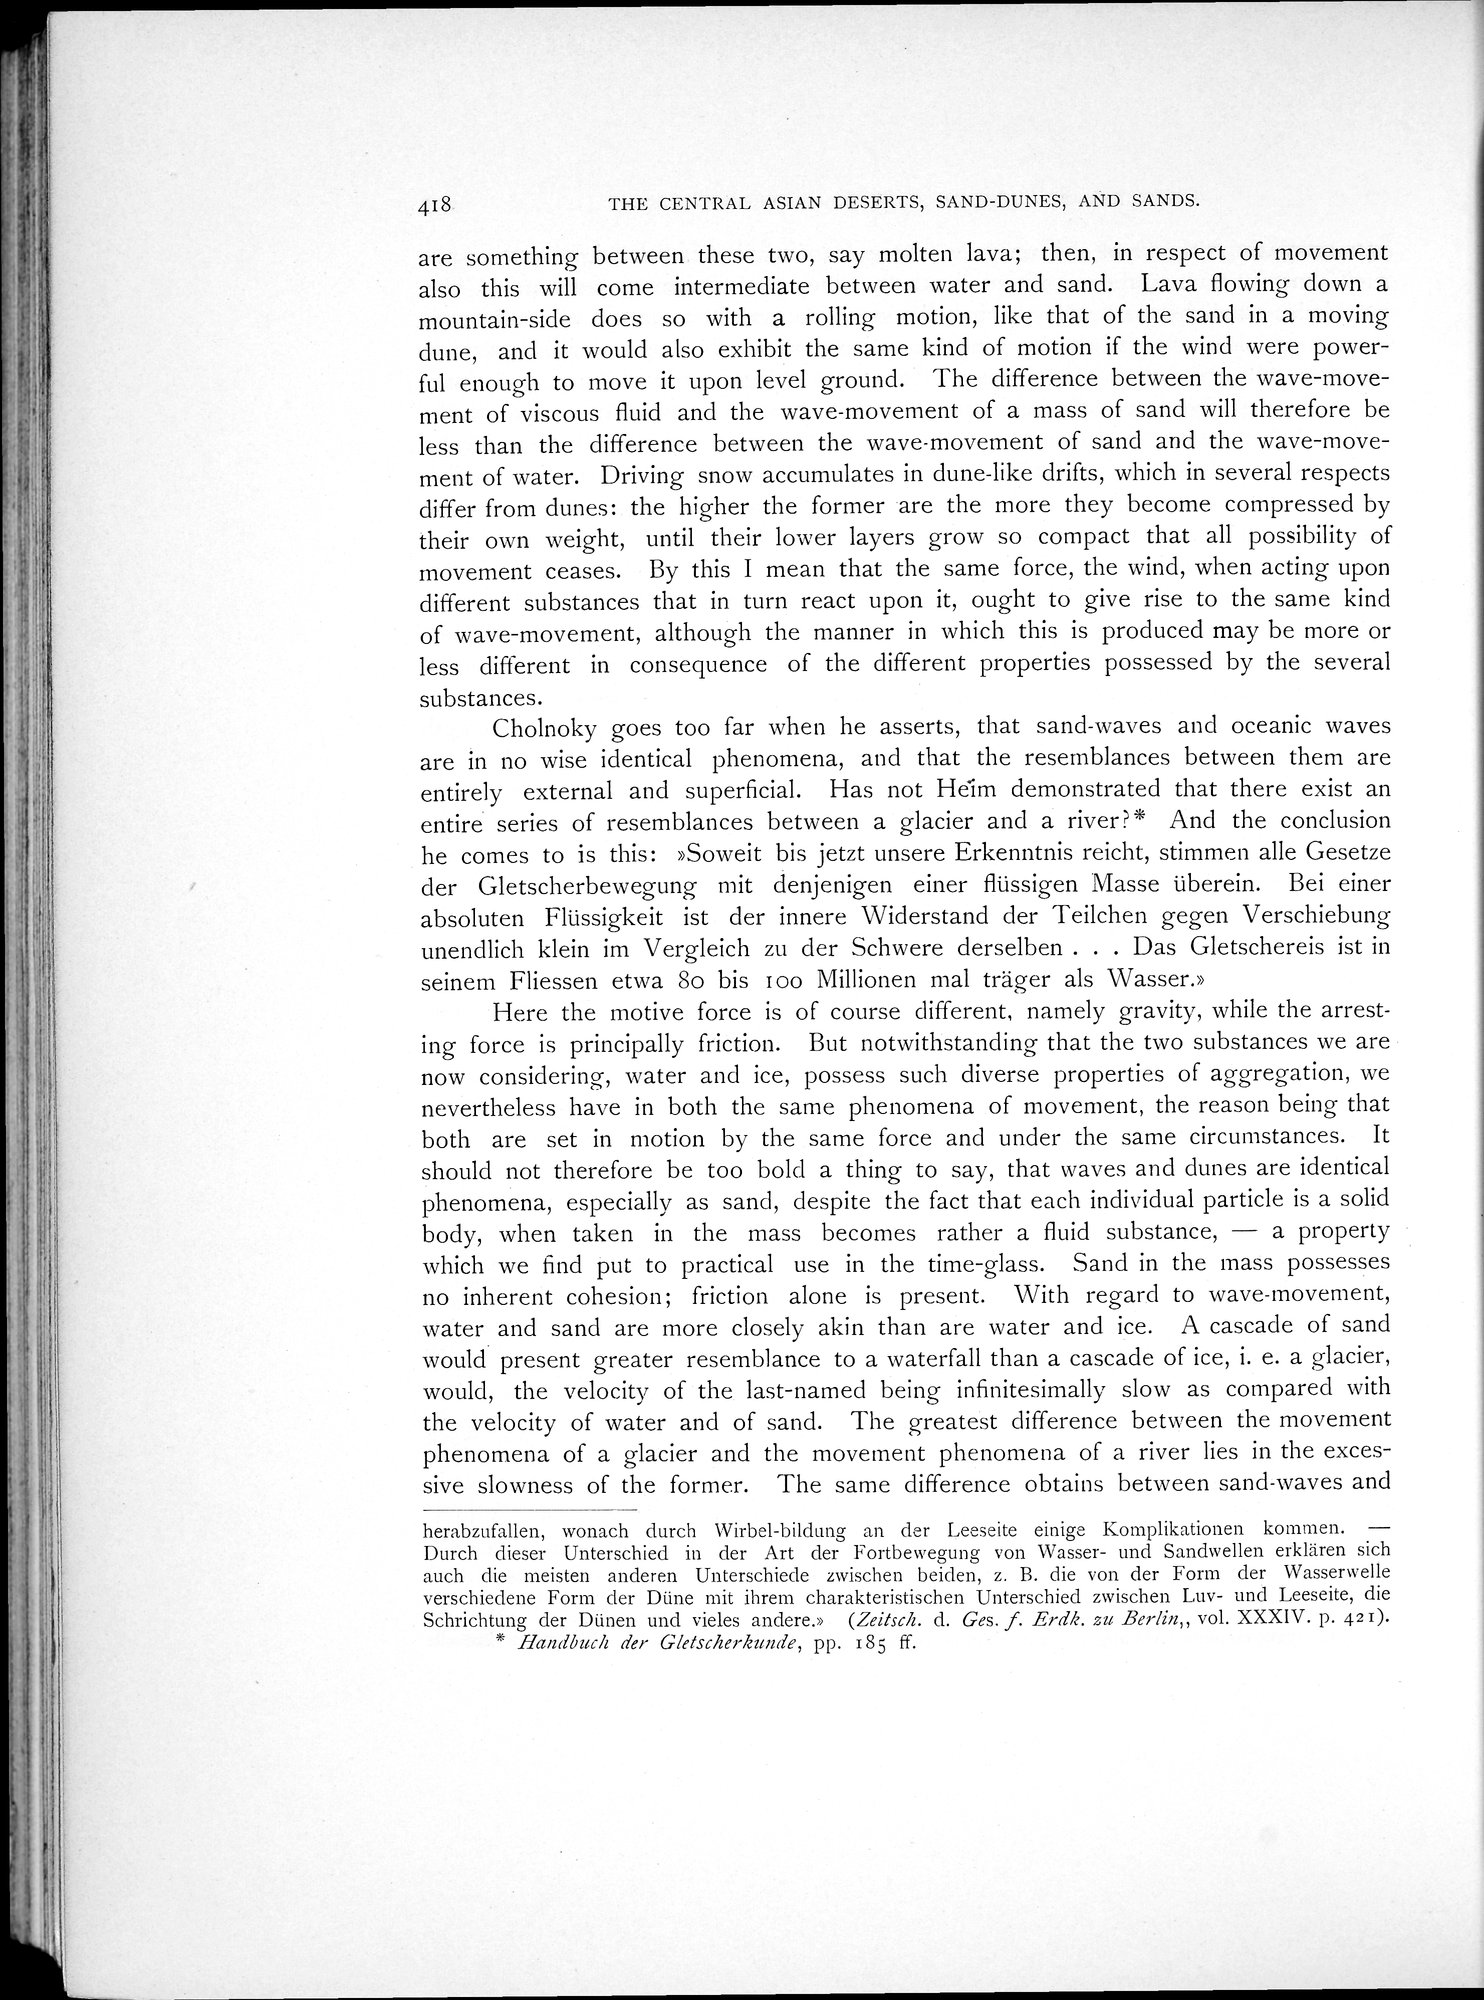 418 THE CENTRAL ASIAN DESERTS, SAND-DUNES, AND SANDS.
are something between these two, say molten lava; then, in respect of movement
also this will come intermediate between water and sand. Lava flowing down a
mountain-side does so with a rolling motion, like that of the sand in a moving
dune, and it would also exhibit the same kind of motion if the wind were power-
ful enough to move it upon level ground. The difference between the wave-move-
ment of viscous fluid and the wave-movement of a mass of sand will therefore be
less than the difference between the wave-movement of sand and the wave-move-
ment of water. Driving snow accumulates in dune-like drifts, which in several respects
differ from dunes: the higher the former are the more they become compressed by
their own weight, until their lower layers grow so compact that all possibility of
movement ceases. By this I mean that the same force, the wind, when acting upon
different substances that in turn react upon it, ought to give rise to the same kind
of wave-movement, although the manner in which this is produced may be more or
less different in consequence of the different properties possessed by the several
substances.
Cholnoky goes too far when he asserts, that sand-waves and oceanic waves
are in no wise identical phenomena, and that the resemblances between them are
entirely external and superficial. Has not Heim demonstrated that there exist an
entire series of resemblances between a glacier and a river?* And the conclusion
he comes to is this: »Soweit bis jetzt unsere Erkenntnis reicht, stimmen alle Gesetze
der Gletscherbewegung mit denjenigen einer flüssigen Masse überein. Bei einer
absoluten Flüssigkeit ist der innere Widerstand der Teilchen gegen Verschiebung
unendlich klein im Vergleich zu der Schwere derselben . . . Das Gletschereis ist in
seinem Fliessen etwa 80 bis 100 Millionen mal träger als Wasser.»
Here the motive force is of course different, namely gravity, while the arrest-
ing force is principally friction. But notwithstanding that the two substances we are
now considering, water and ice, possess such diverse properties of aggregation, we
nevertheless have in both the same phenomena of movement, the reason being that
both are set in motion by the same force and under the same circumstances. It
should not therefore be too bold a thing to say, that waves and dunes are identical
phenomena, especially as sand, despite the fact that each individual particle is a solid
body, when taken in the mass becomes rather a fluid substance, — a property
which we find put to practical use in the time-glass. Sand in the mass possesses
no inherent cohesion; friction alone is present. With regard to wave-movement,
water and sand are more closely akin than are water and ice. A cascade of sand
would present greater resemblance to a waterfall than a cascade of ice, i. e. a glacier,
would, the velocity of the last-named being infinitesimally slow as compared with
the velocity of water and of sand. The greatest difference between the movement
phenomena of a glacier and the movement phenomena of a river lies in the exces-
sive slowness of the former. The same difference obtains between sand-waves and
herabzufallen, wonach durch Wirbel-bildung an der Leeseite einige Komplikationen kommen. —
Durch dieser Unterschied in der Art der Fortbewegung von Wasser- und Sandwellen erklären sich
auch die meisten anderen Unterschiede zwischen beiden, z. B. die von der Form der Wasserwelle
verschiedene Form der Düne mit ihrem charakteristischen Unterschied zwischen Luv- und Leeseite, die
Schrichtung der Dünen und vieles andere.» (Zeitsch. d. Ges. f. Erdk. zu Berlin,, vol. XXXIV. p. 421).
* Handbuch der Gletscherkunde, pp. 185 ff.